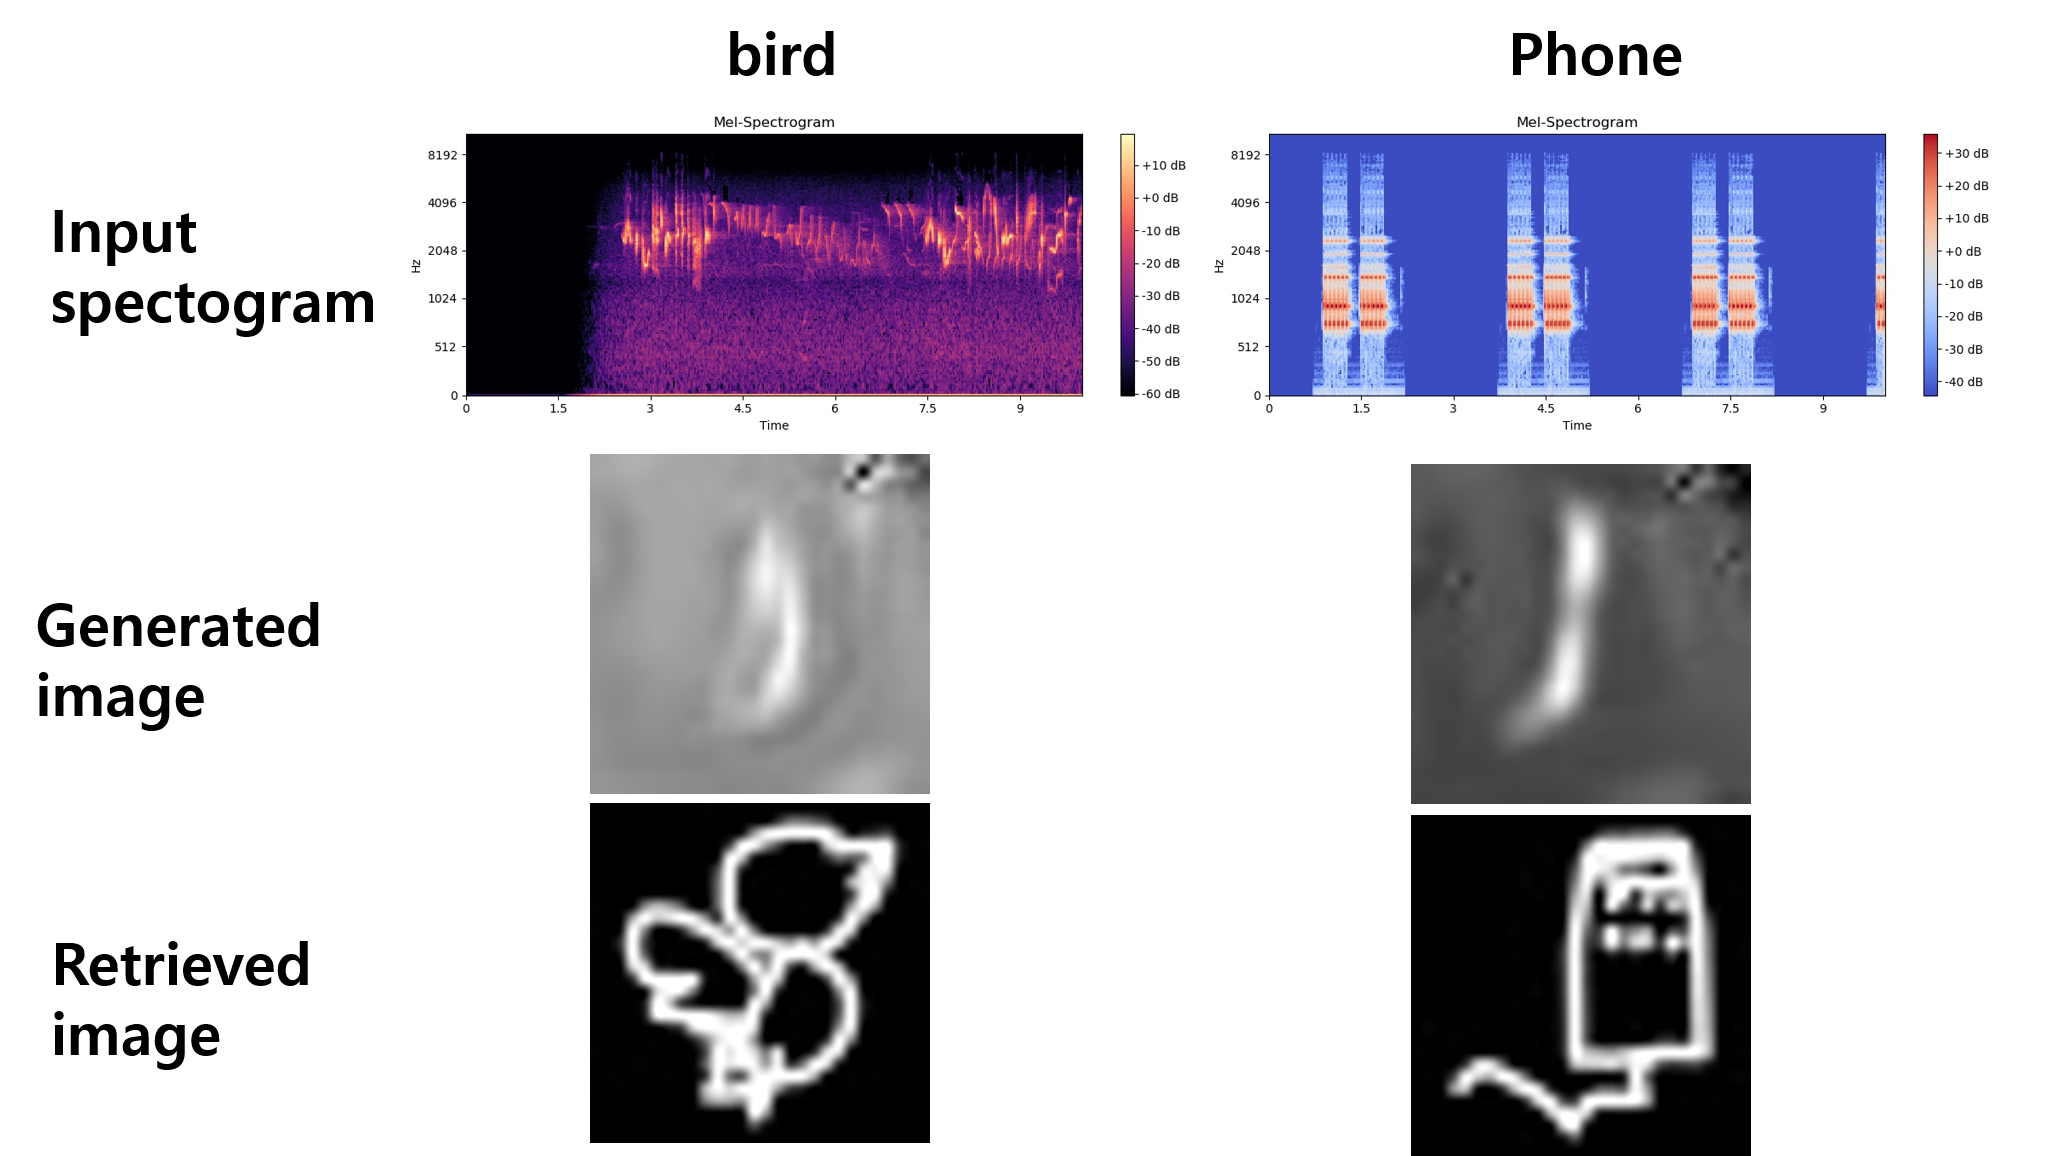 bird
Phone
Mel-Spectrogram
8192
4096
2048
1024
512
0
Hz
0
1.5
3
4.5
6
7.5
9
Time
+10 dB
+0 dB
-10 dB
-20 dB
-30 dB
-40 dB
-50 dB
-60 dB
Mel-Spectrogram
8192
4096
2048
1024
512
0
Hz
0
1.5
3
4.5
6
7.5
9
Time
+30 dB
+20 dB
+10 dB
+0 dB
-10 dB
-20 dB
-30 dB
-40 dB
Input
spectogram
Generated
image
Retrieved
image